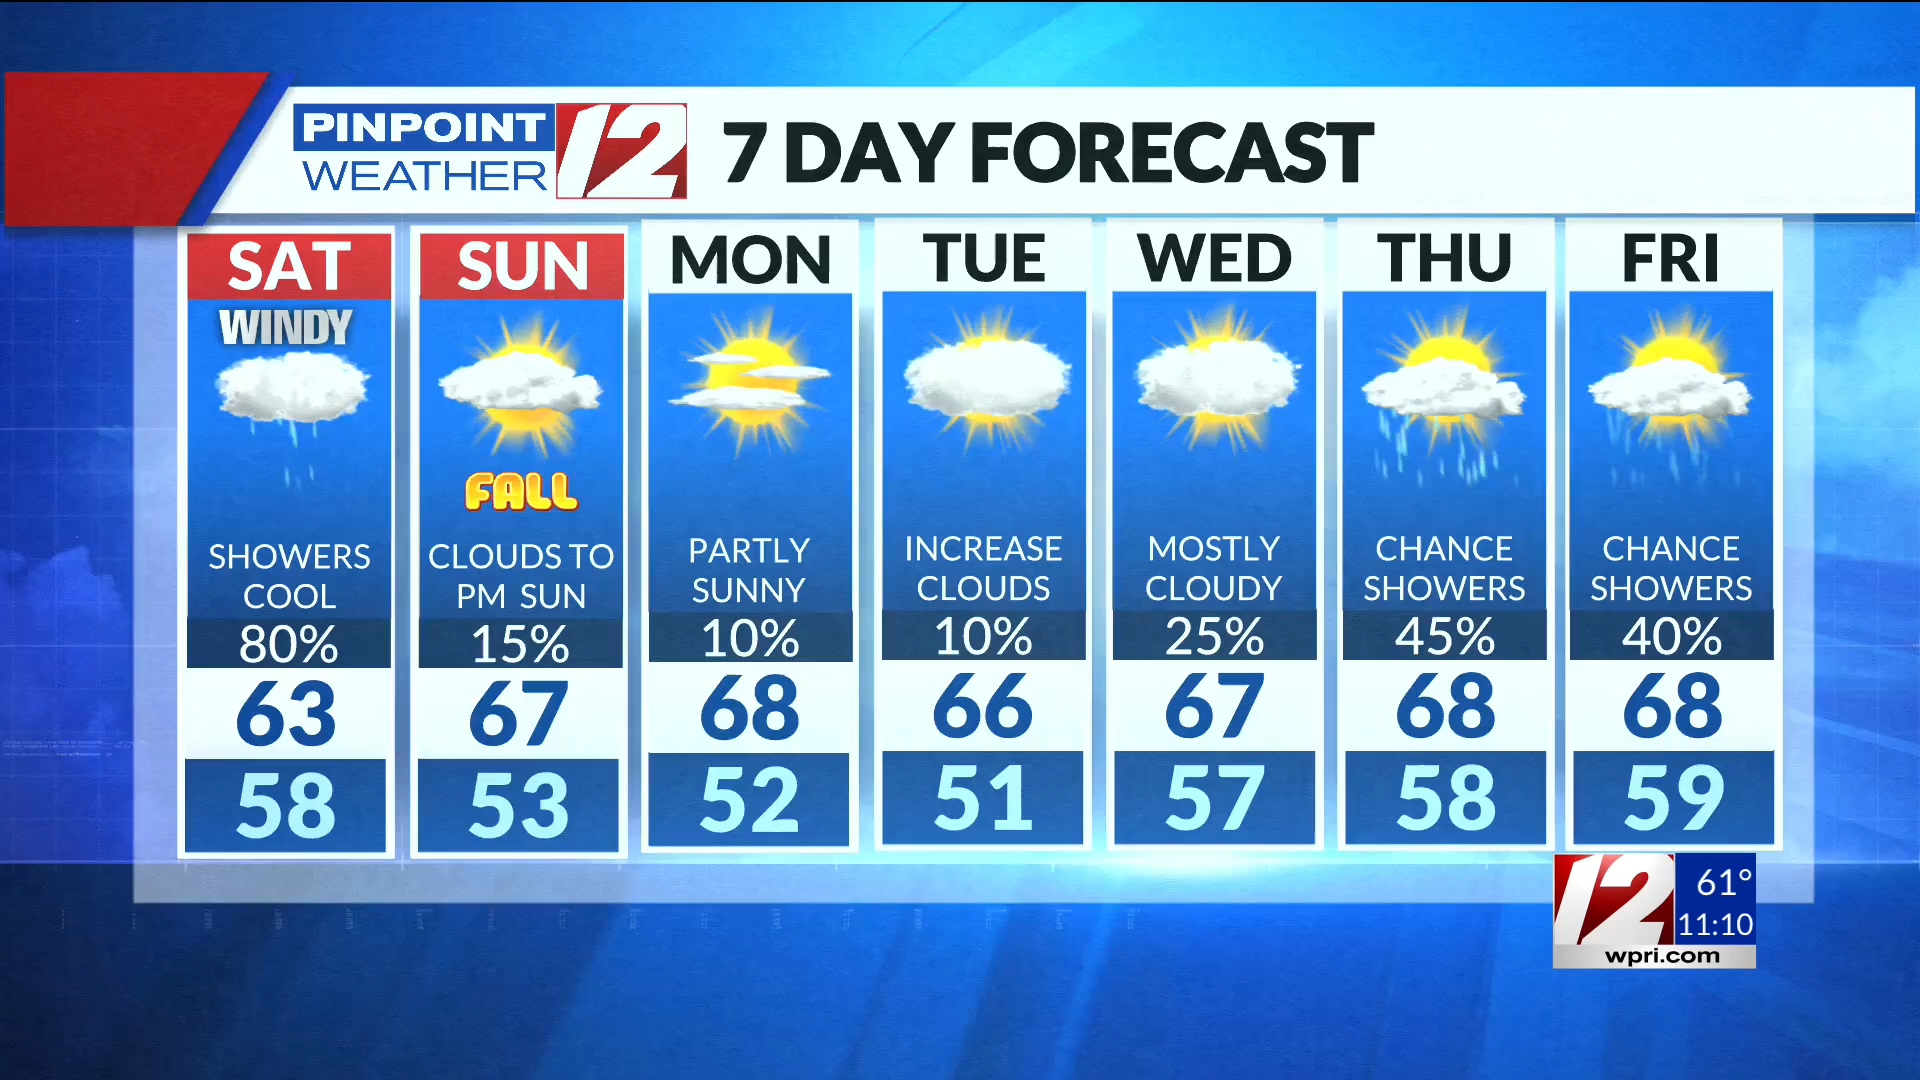 PINPOINT
WEATHER
12
7 DAY FORECAST
SAT SUN MON TUE WED THU FRI
WINDY
FALL
SHOWERS
COOL
CLOUDS TO
PM SUN
PARTLY
SUNNY
INCREASE
CLOUDS
MOSTLY
CLOUDY
CHANCE
SHOWERS
CHANCE
SHOWERS
80% 15% 10% 10% 25% 45% 40%
63 67 68 66 67 68 68
58 53 52 51 57 58 59
12
61°
11:10
wpri.com